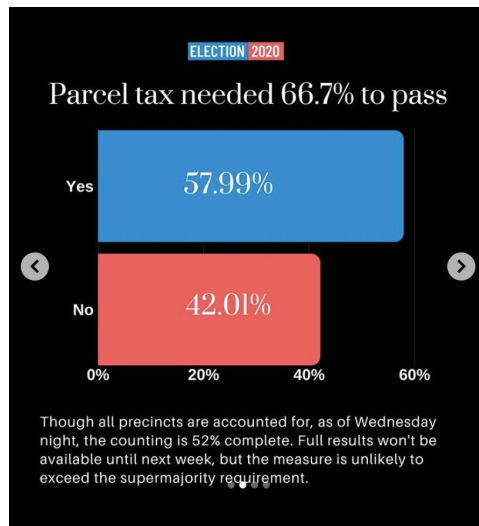 ELECTION 2020
Parcel tax needed 66.7% to pass
Yes
57.99%
No
42.01%
0% 20% 40% 60%
Though all precincts are accounted for, as of Wednesday
night, the counting is 52% complete. Full results won't be
available until next week, but the measure is unlikely to
exceed the supermajority requirement.